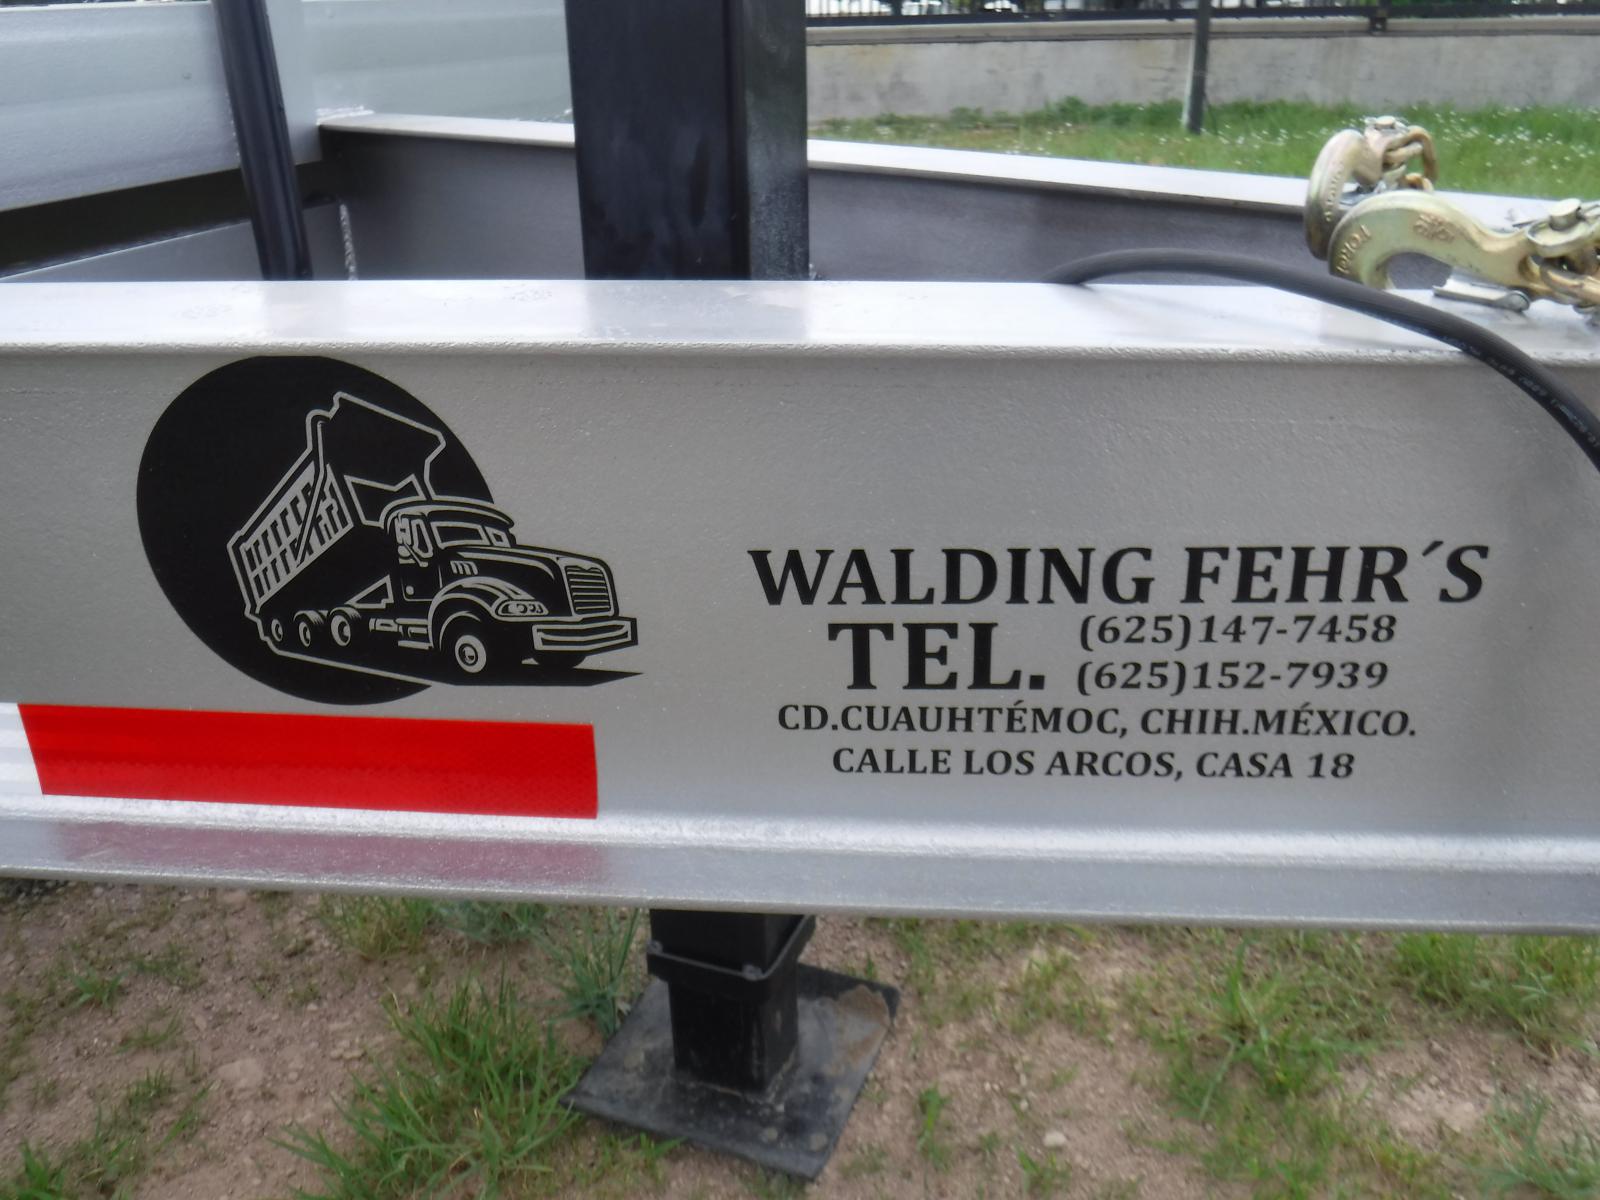 WALDING FEHR´S
TEL. (625)147-7458
(625)152-7939
CD.CUAUHTÉMOC, CHIH.MÉXICO.
CALLE LOS ARCOS, CASA 18